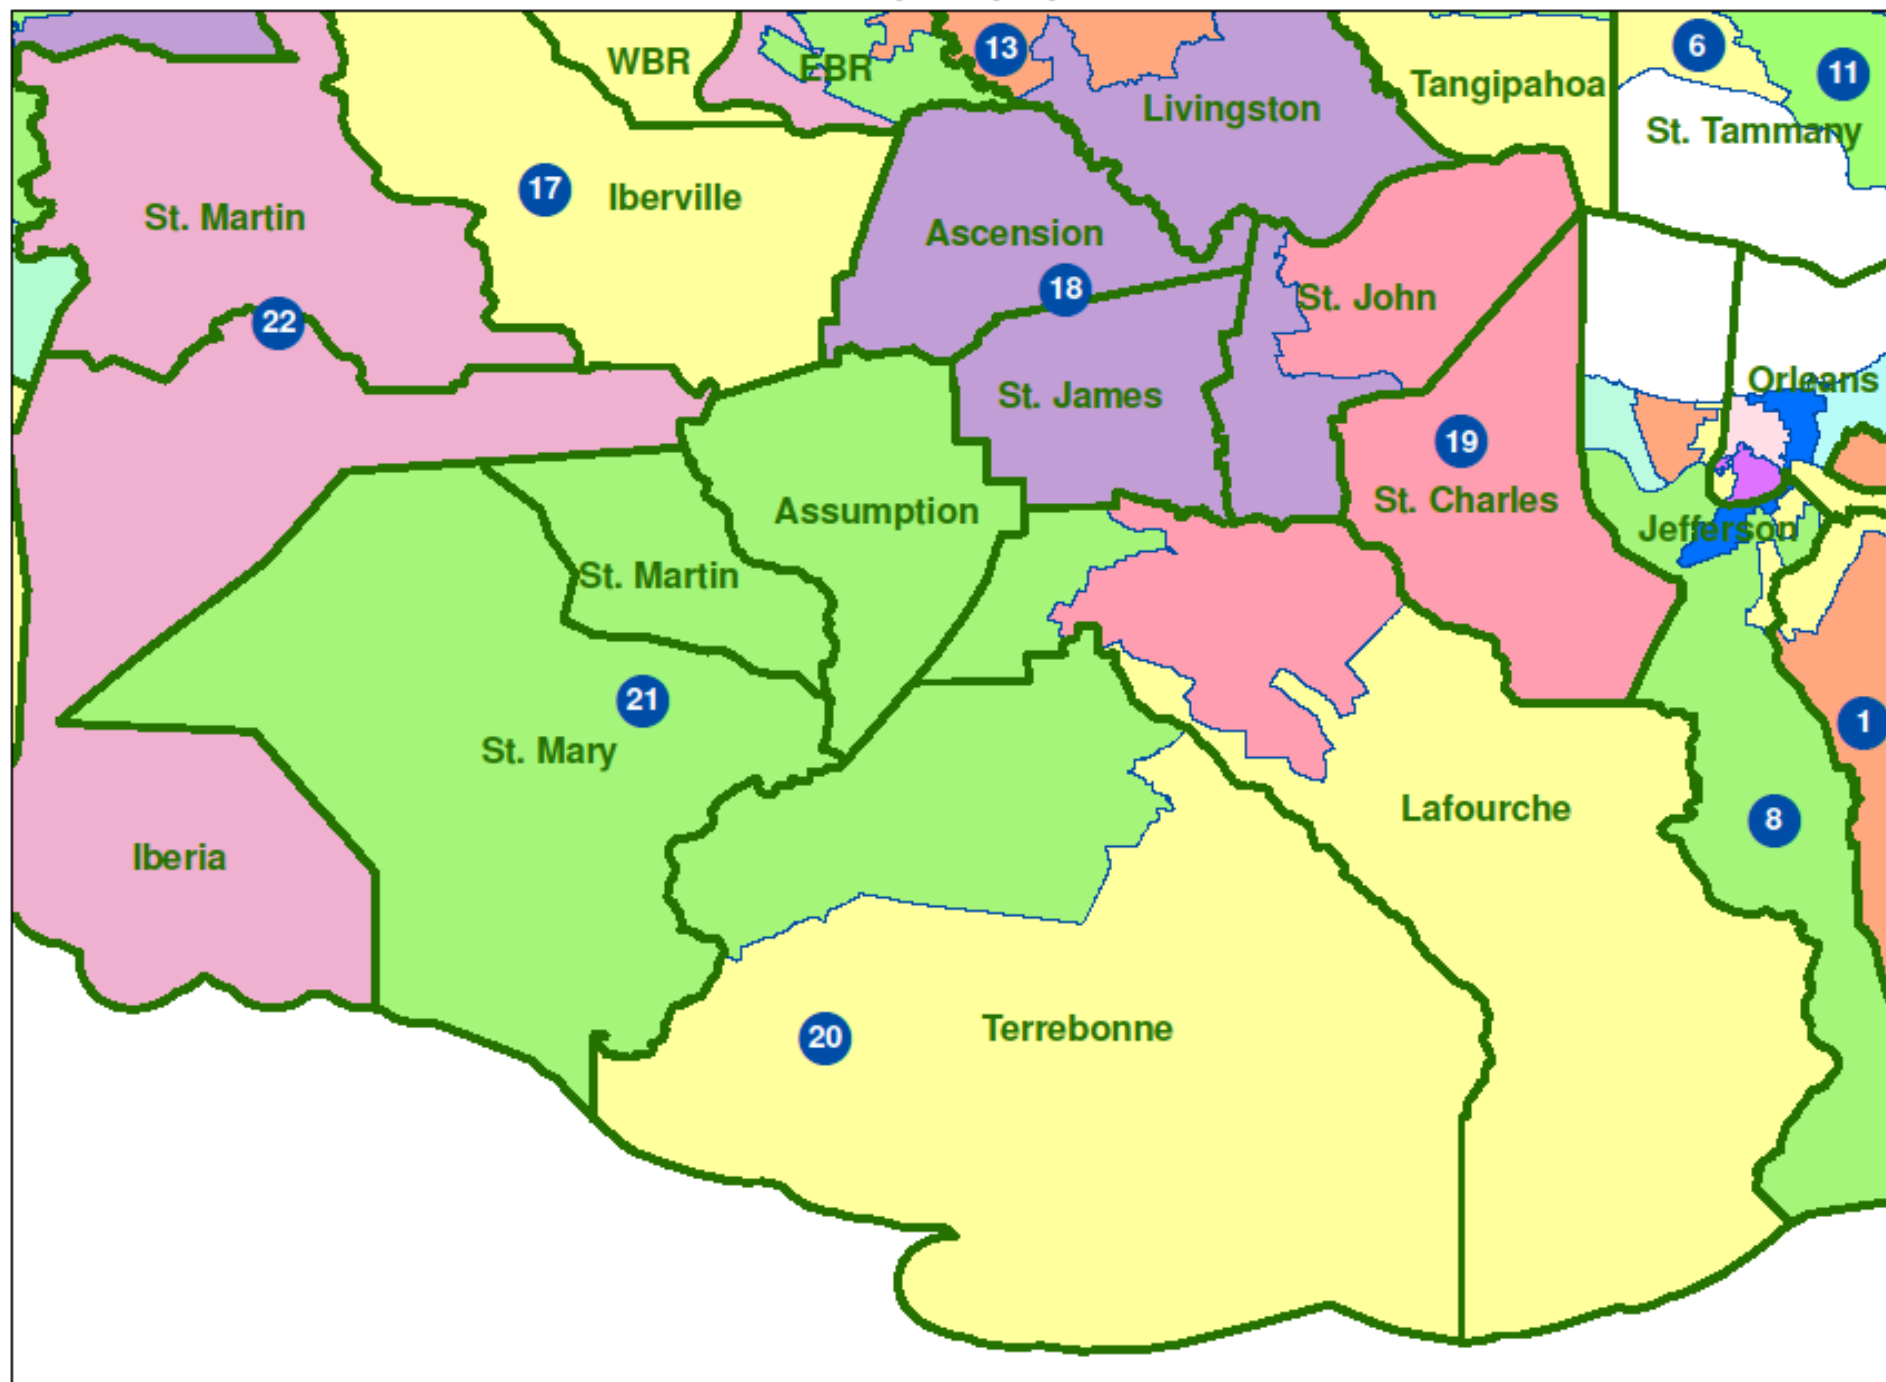 13
6
11
WBR
EBR
Tangipahoa
Livingston
St. Tammany
17
Iberville
St. Martin
Ascension
18
St. John
22
Orleans
St. James
19
St. Charles
Assumption
Jefferson
St. Martin
21
St. Mary
1
Lafourche
8
Iberia
20
Terrebonne